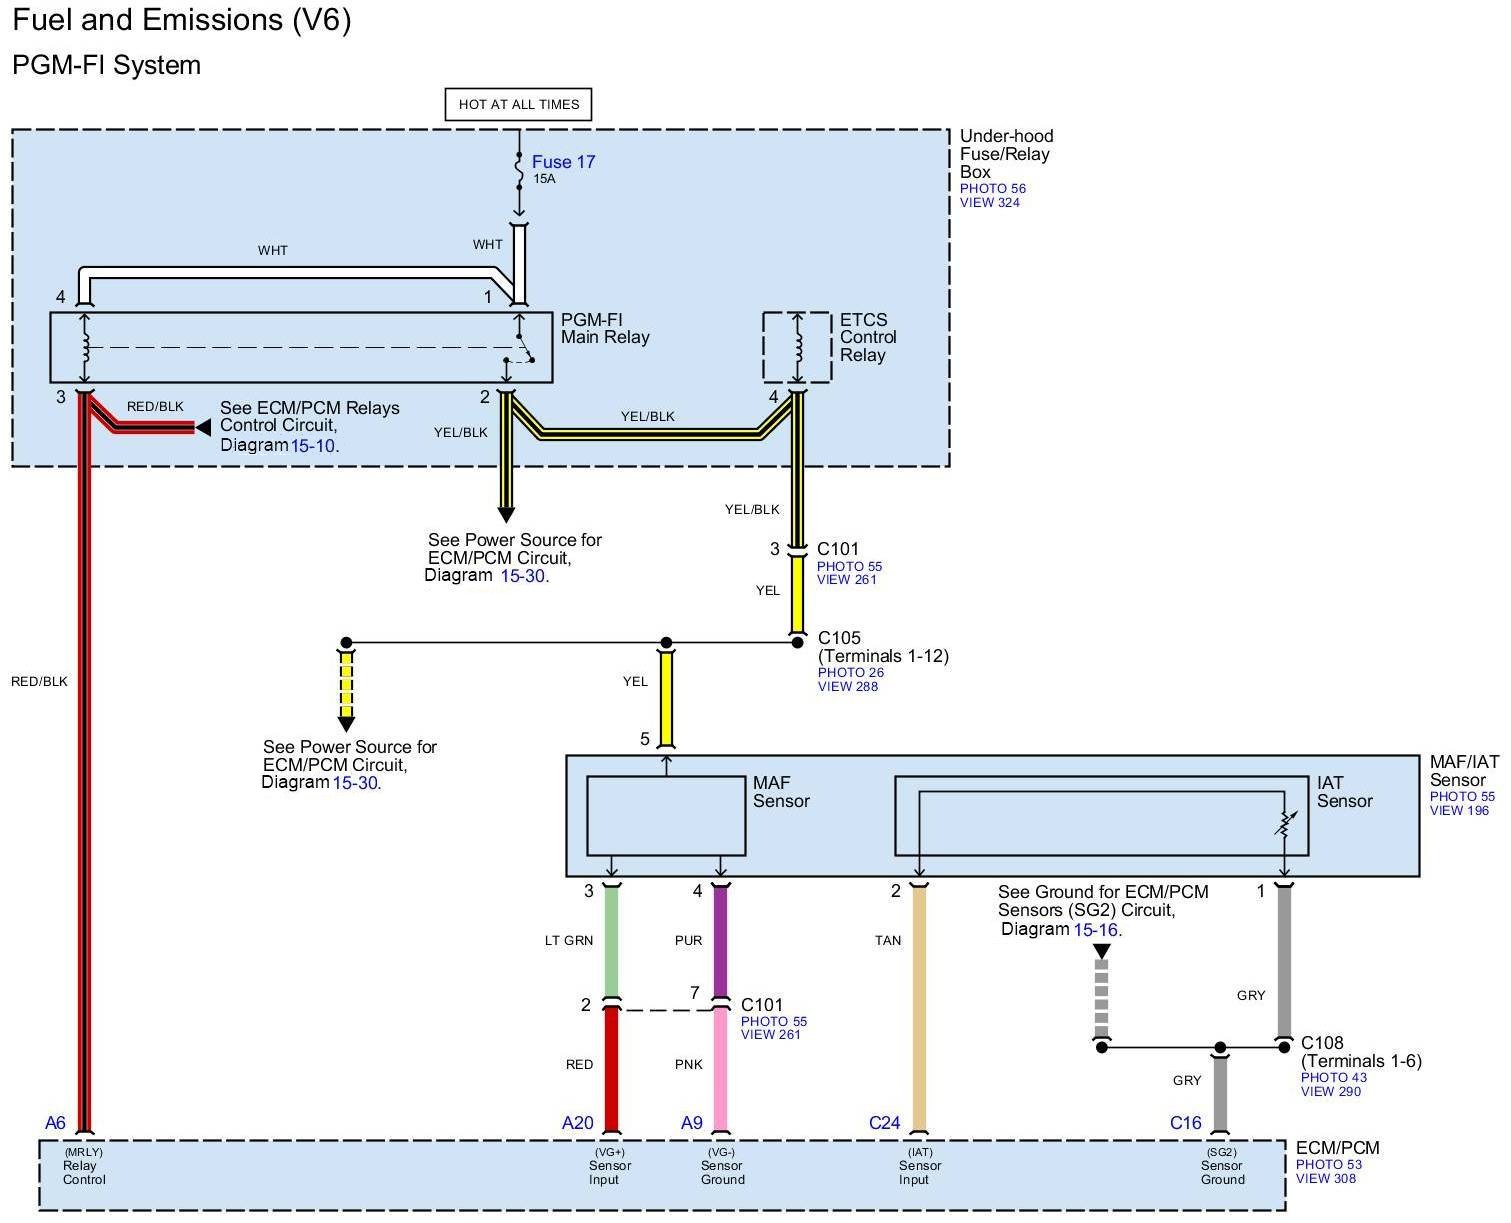 Fuel and Emissions (V6)
PGM-FI System
HOT AT ALL TIMES
Under-hood
Fuse/Relay
Box
PHOTO 56
VIEW 324
Fuse 17
15A
WHT
WHT
4
1
PGM-FI
Main Relay
ETCS
Control
Relay
3
RED/BLK
See ECM/PCM Relays
Control Circuit,
Diagram 15-10.
2
YEL/BLK
YEL/BLK
4
YEL/BLK
See Power Source for
ECM/PCM Circuit,
Diagram 15-30.
3
C101
PHOTO 55
VIEW 261
YEL
C105
(Terminals 1-12)
PHOTO 26
VIEW 288
RED/BLK
YEL
See Power Source for
ECM/PCM Circuit,
Diagram 15-30.
5
MAF/IAT
Sensor
PHOTO 55
VIEW 196
MAF
Sensor
IAT
Sensor
3
4
2
See Ground for ECM/PCM
Sensors (SG2) Circuit,
Diagram 15-16.
1
LT GRN
PUR
TAN
GRY
2
7
C101
PHOTO 55
VIEW 261
C108
(Terminals 1-6)
PHOTO 43
VIEW 290
RED
PNK
GRY
A6
A20
A9
C24
C16
(MRLY)
Relay
Control
(VG+)
Sensor
Input
(VG-)
Sensor
Ground
(IAT)
Sensor
Input
(SG2)
Sensor
Ground
ECM/PCM
PHOTO 53
VIEW 308